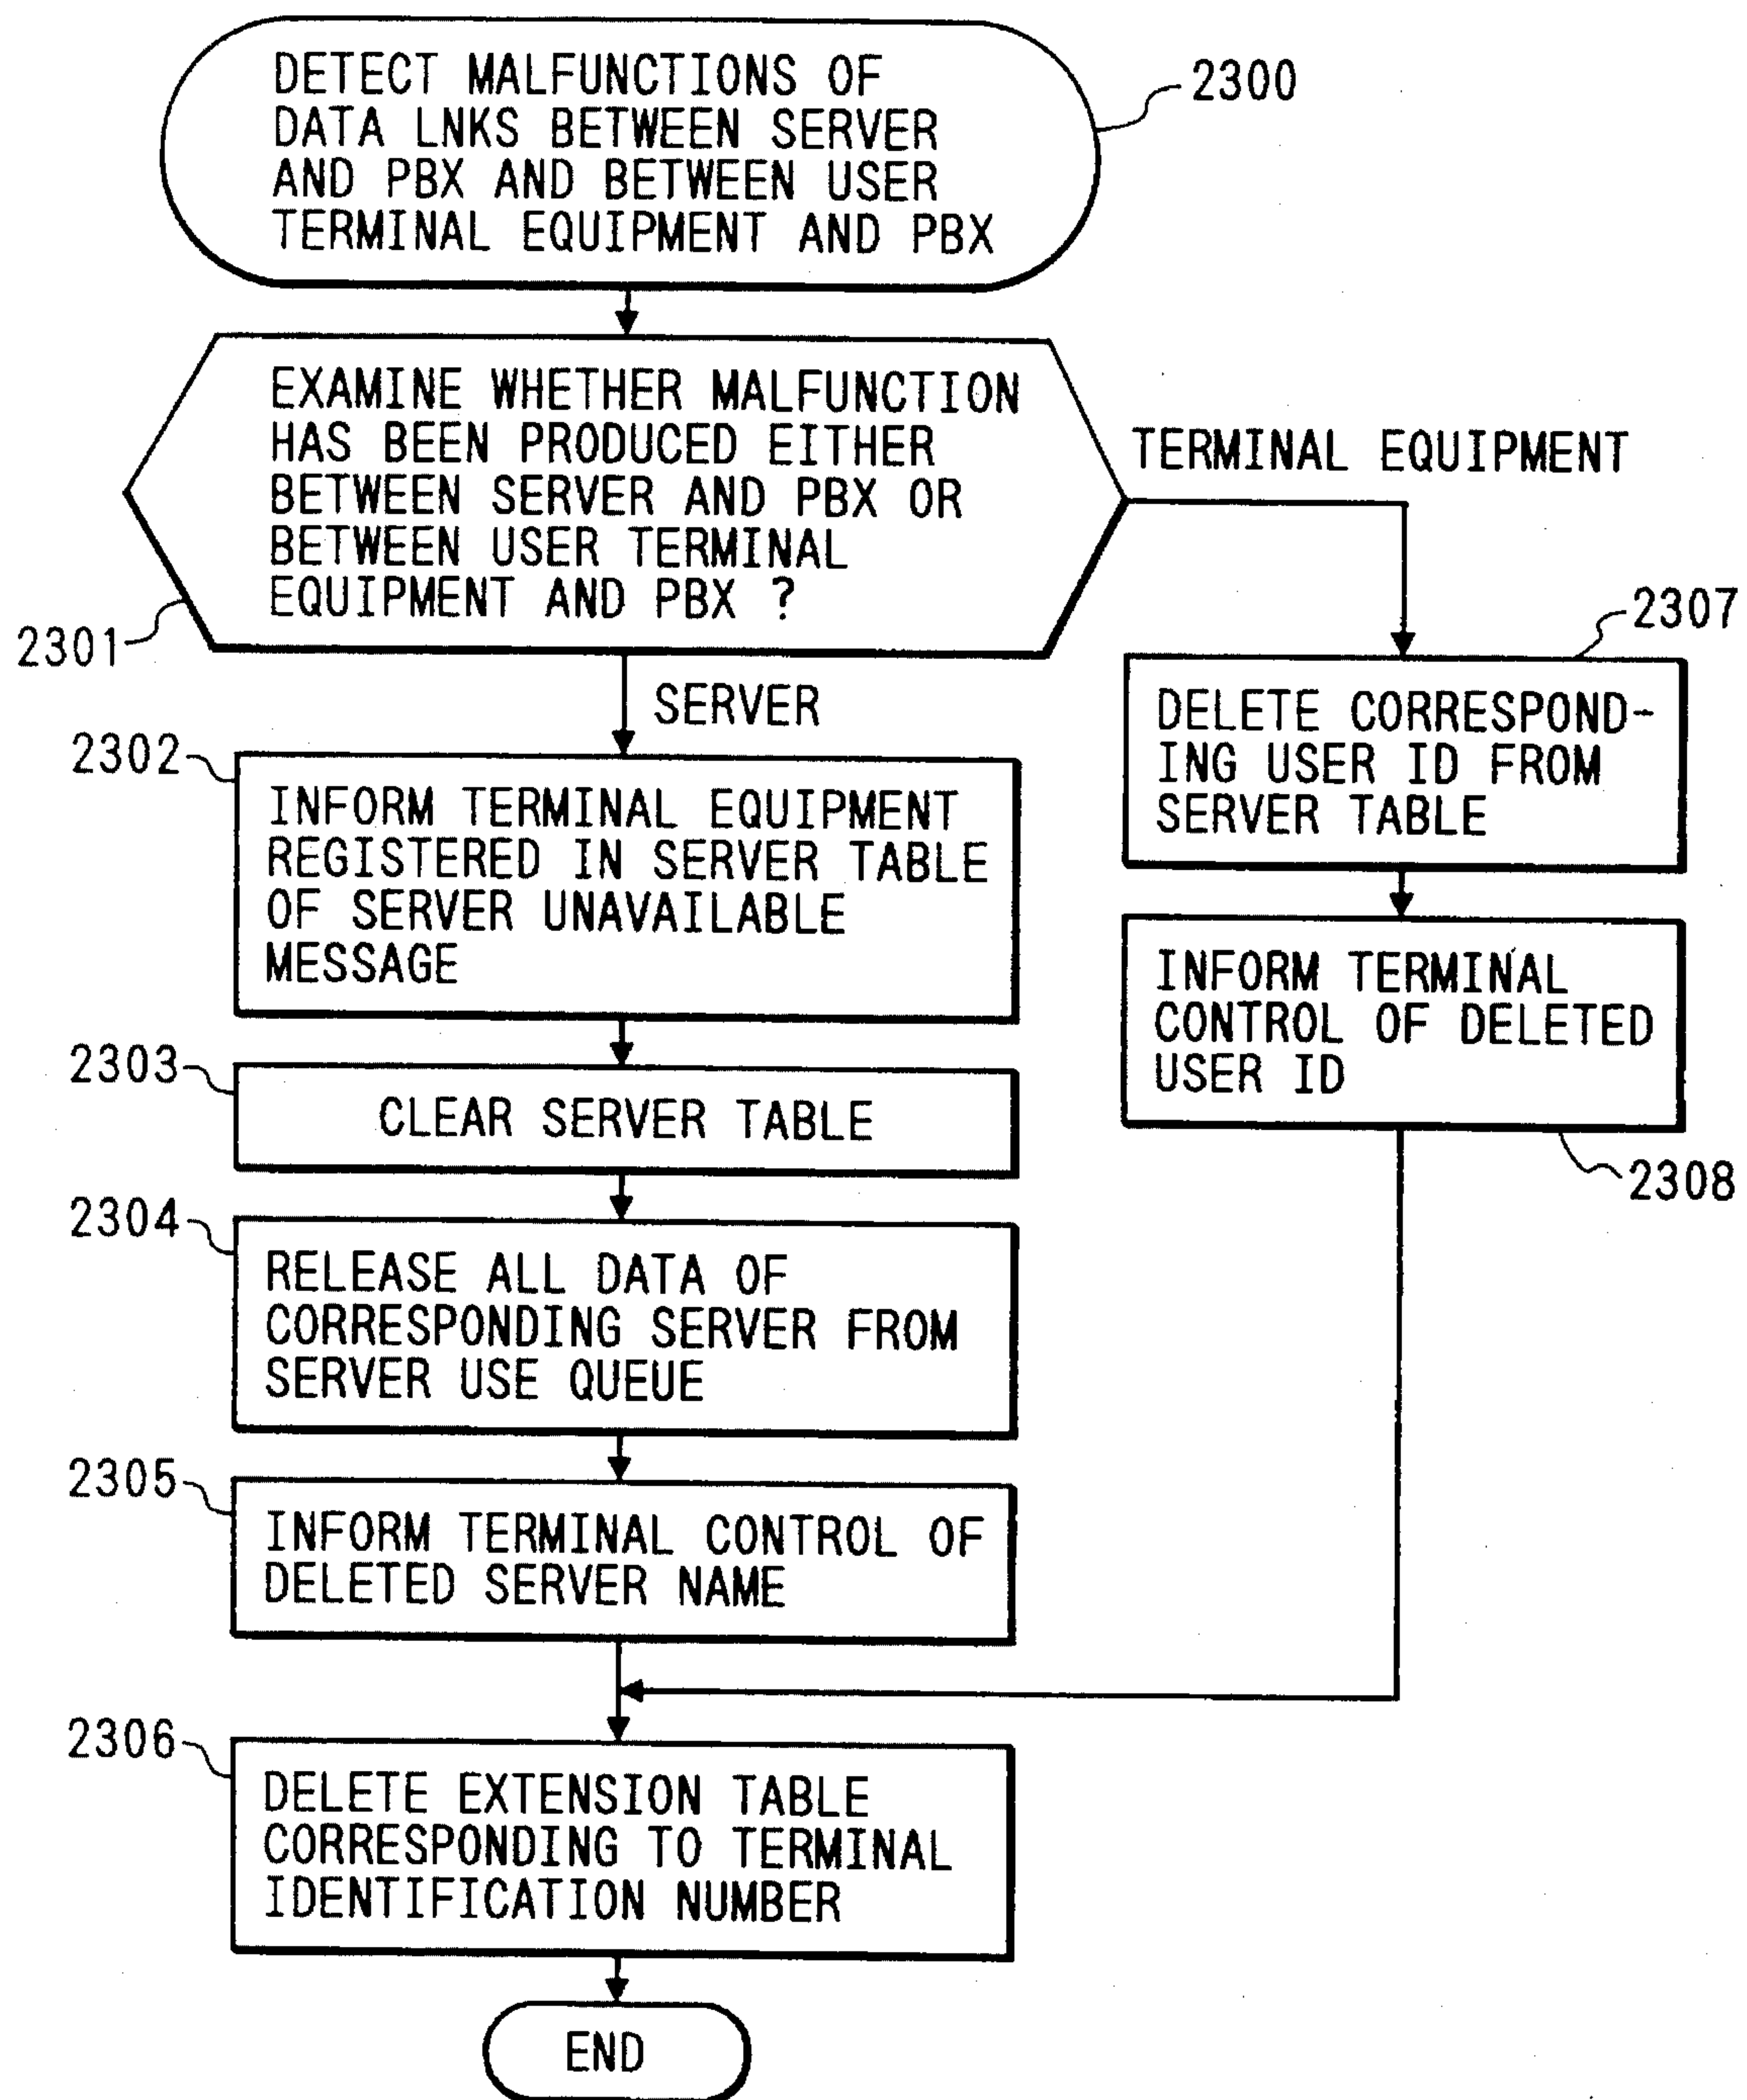 DETECT MALFUNCTIONS OF
DATA LNKS BETWEEN SERVER
AND PBX AND BETWEEN USER
TERMINAL EQUIPMENT AND PBX
2300
EXAMINE WHETHER MALFUNCTION
HAS BEEN PRODUCED EITHER
BETWEEN SERVER AND PBX OR
BETWEEN USER TERMINAL
EQUIPMENT AND PBX ?
2301
TERMINAL EQUIPMENT
SERVER
2302
INFORM TERMINAL EQUIPMENT
REGISTERED IN SERVER TABLE
OF SERVER UNAVAILABLE
MESSAGE
2303
CLEAR SERVER TABLE
2304
RELEASE ALL DATA OF
CORRESPONDING SERVER FROM
SERVER USE QUEUE
2305
INFORM TERMINAL CONTROL OF
DELETED SERVER NAME
2307
DELETE CORRESPOND-
ING USER ID FROM
SERVER TABLE
INFORM TERMINAL
CONTROL OF DELETED
USER ID
2308
2306
DELETE EXTENSION TABLE
CORRESPONDING TO TERMINAL
IDENTIFICATION NUMBER
END